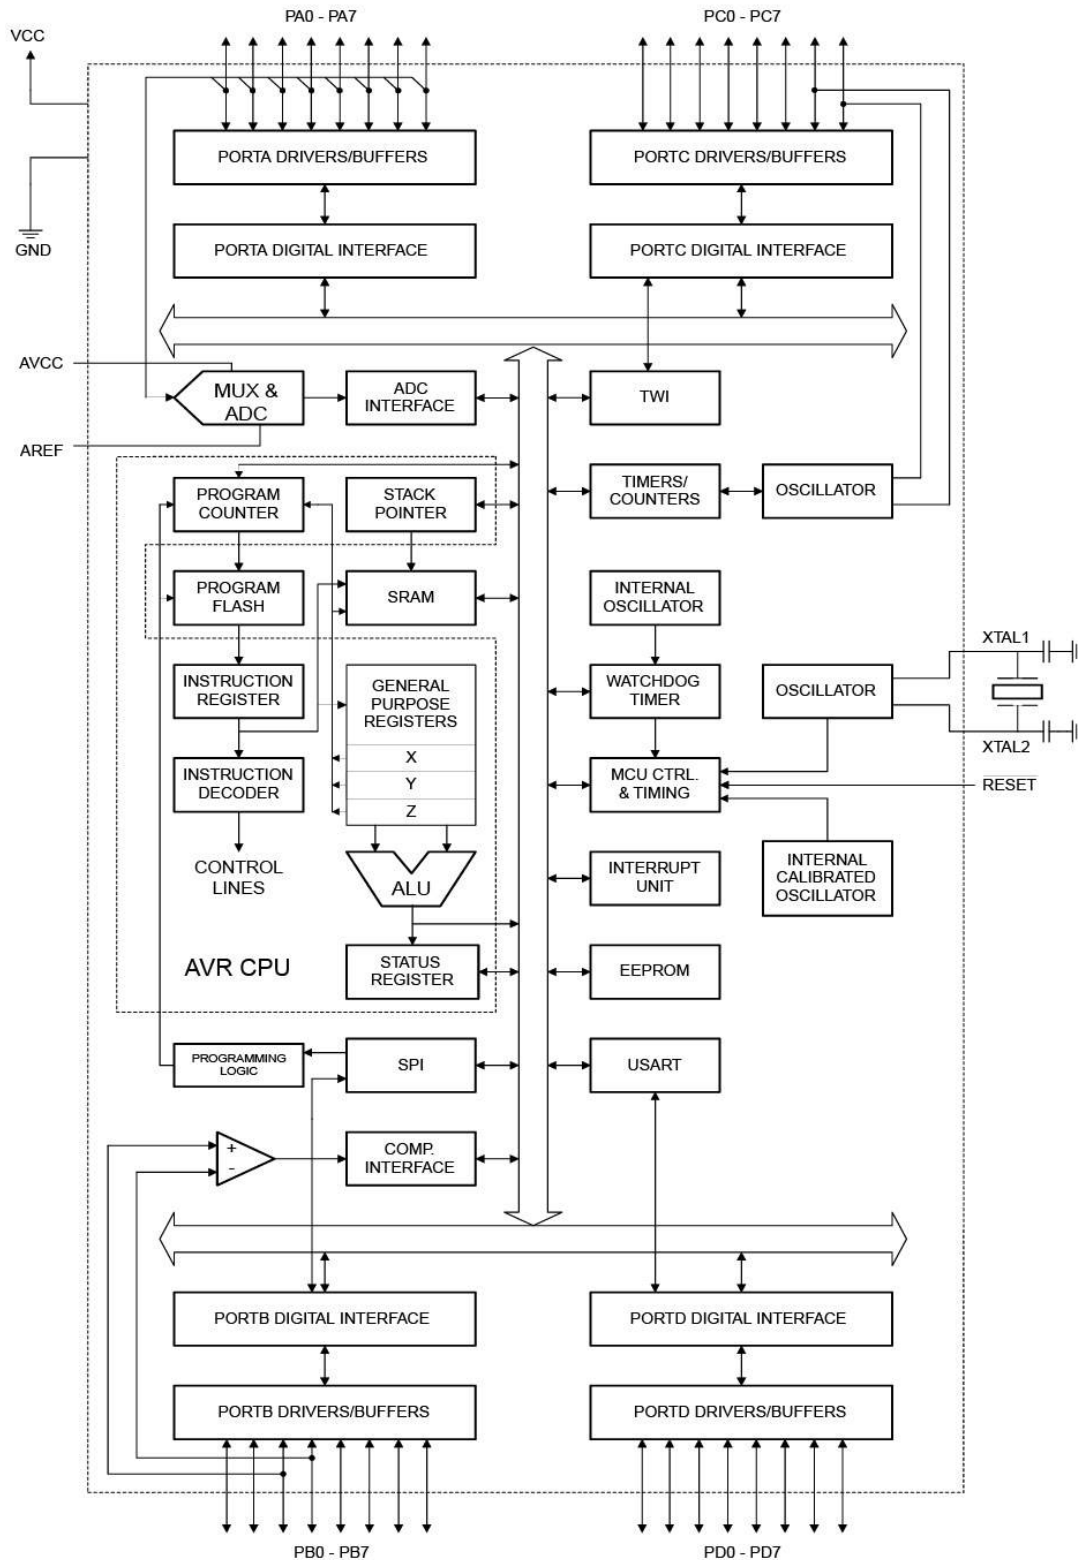 PA0 - PA7
PC0 - PC7
VCC
PORTA DRIVERS/BUFFERS
PORTC DRIVERS/BUFFERS
GND
PORTA DIGITAL INTERFACE
PORTC DIGITAL INTERFACE
AVCC
MUX &
ADC
ADC
INTERFACE
TWI
AREF
PROGRAM
COUNTER
STACK
POINTER
TIMERS/
COUNTERS
OSCILLATOR
PROGRAM
FLASH
SRAM
INTERNAL
OSCILLATOR
XTAL1
INSTRUCTION
REGISTER
GENERAL
PURPOSE
REGISTERS
WATCHDOG
TIMER
OSCILLATOR
XTAL2
X
Y
Z
INSTRUCTION
DECODER
MCU CTRL.
& TIMING
RESET
CONTROL
LINES
ALU
INTERRUPT
UNIT
INTERNAL
CALIBRATED
OSCILLATOR
AVR CPU
STATUS
REGISTER
EEPROM
PROGRAMMING
LOGIC
SPI
USART
+
-
COMP.
INTERFACE
PORTB DIGITAL INTERFACE
PORTD DIGITAL INTERFACE
PORTB DRIVERS/BUFFERS
PORTD DRIVERS/BUFFERS
PB0 - PB7
PD0 - PD7